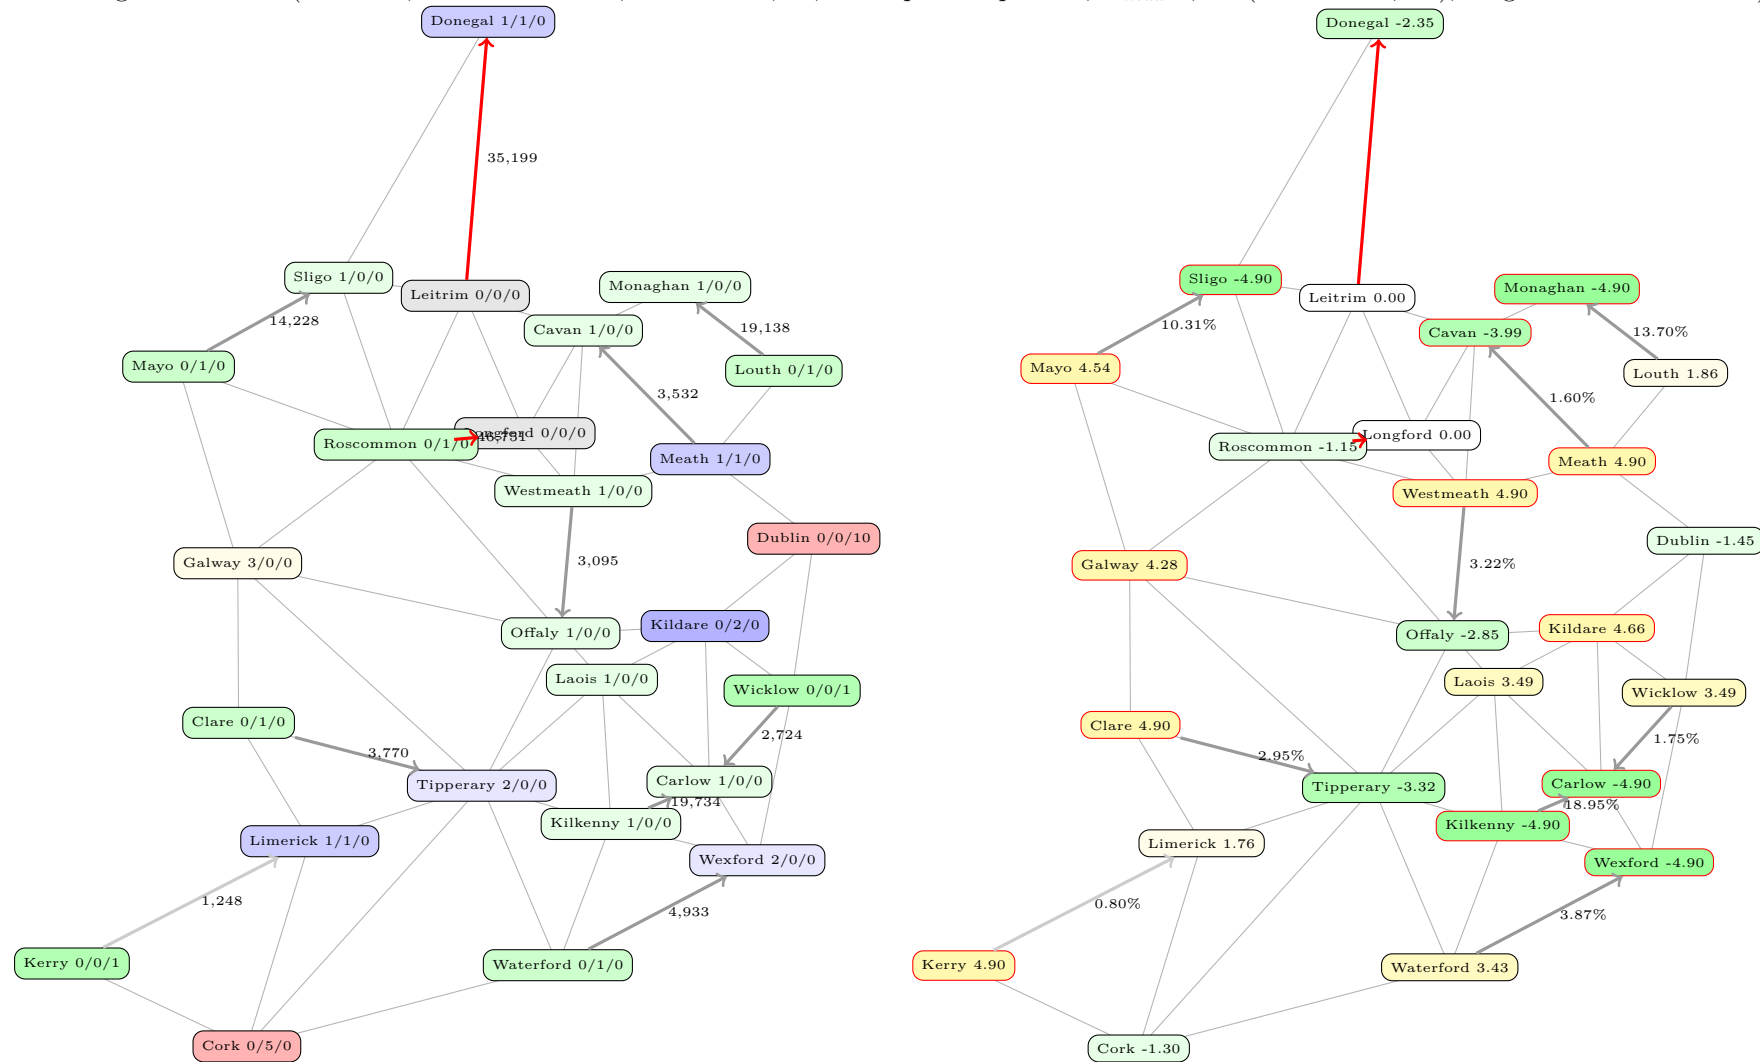 Donegal 1/1/0
35,199
Sligo 1/0/0
Leitrim 0/0/0
Monaghan 1/0/0
14,228
Cavan 1/0/0
19,138
Mayo 0/1/0
Louth 0/1/0
3,532
Longford 0/0/0
Roscommon 0/1/0
Meath 1/1/0
Westmeath 1/0/0
Dublin 0/0/10
Galway 3/0/0
3,095
Offaly 1/0/0
Kildare 0/2/0
Laois 1/0/0
Wicklow 0/0/1
Clare 0/1/0
3,770
2,724
Tipperary 2/0/0
Carlow 1/0/0
19,734
Kilkenny 1/0/0
Limerick 1/1/0
Wexford 2/0/0
1,248
4,933
Kerry 0/0/1
Waterford 0/1/0
Cork 0/5/0
Donegal -2.35
Sligo -4.90
Leitrim 0.00
Monaghan -4.90
10.31%
Cavan -3.99
13.70%
Mayo 4.54
Louth 1.86
1.60%
Longford 0.00
Roscommon -1.15
Meath 4.90
Westmeath 4.90
Dublin -1.45
Galway 4.28
3.22%
Offaly -2.85
Kildare 4.66
Laois 3.49
Wicklow 3.49
Clare 4.90
2.95%
1.75%
Tipperary -3.32
Carlow -4.90
18.95%
Kilkenny -4.90
Limerick 1.76
Wexford -4.90
0.80%
3.87%
Kerry 4.90
Waterford 3.43
Cork -1.30